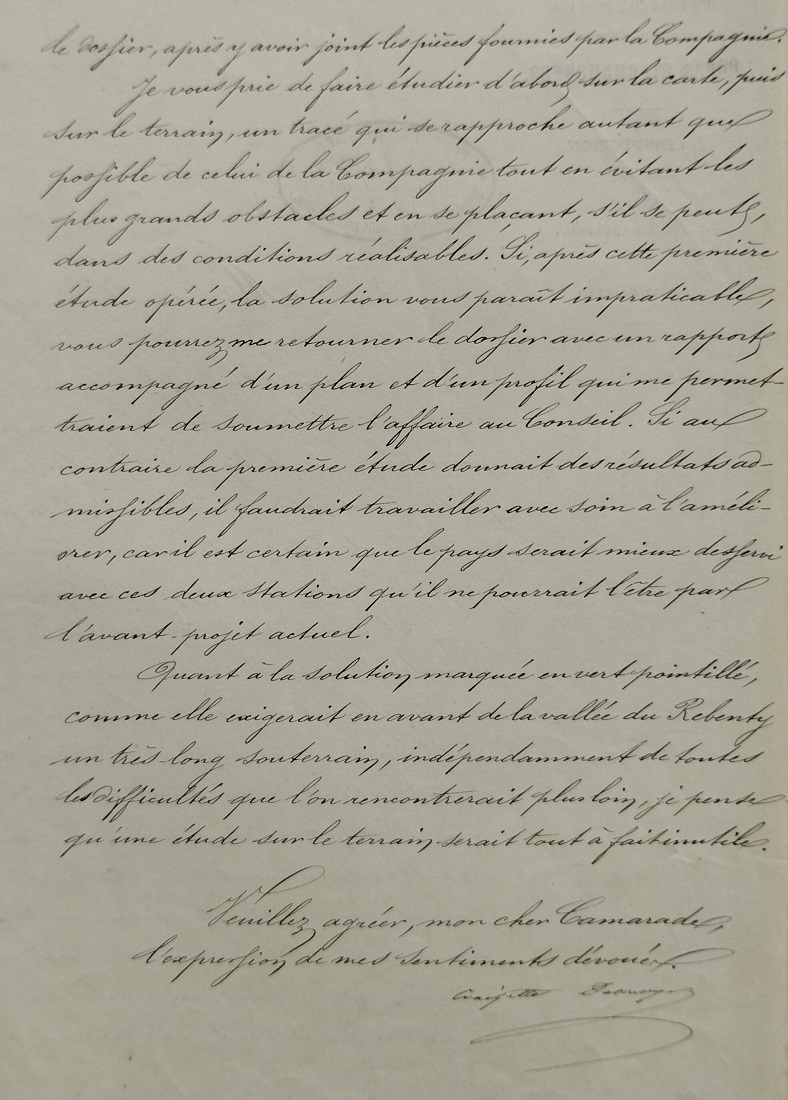 le dossier, après y avoir joint les pièces fournies par la Compagnie.
Je vous prie de faire étudier d'abord sur la carte, puis
sur le terrain, un tracé qui se rapproche autant que
possible de celui de la Compagnie tout en évitant les
plus grands obstacles et en se plaçant, s'il se peut,
dans des conditions réalisables. Si, après cette première
étude opérée, la solution vous paraît impraticable,
vous pourrez me retourner le dossier avec un rapport
accompagné d'un plan et d'un profil qui me permet-
traient de soumettre l'affaire au Conseil. Si au
contraire la première étude donnait des résultats ad-
missibles, il faudrait travailler avec soin à l'améli-
orer, car il est certain que le pays serait mieux desservi
avec ces deux stations qu'il ne pourrait l'être par
l'avant-projet actuel.
Quant à la solution marquée en vert pointillé,
comme elle exigerait en avant de la vallée du Rebenty
un très-long souterrain, indépendamment de toutes
les difficultés que l'on rencontrerait plus loin, je pense
qu'une étude sur le terrain serait tout à fait inutile.
Veuillez agréer, mon cher Camarade,
l'expression de mes sentiments dévoués.